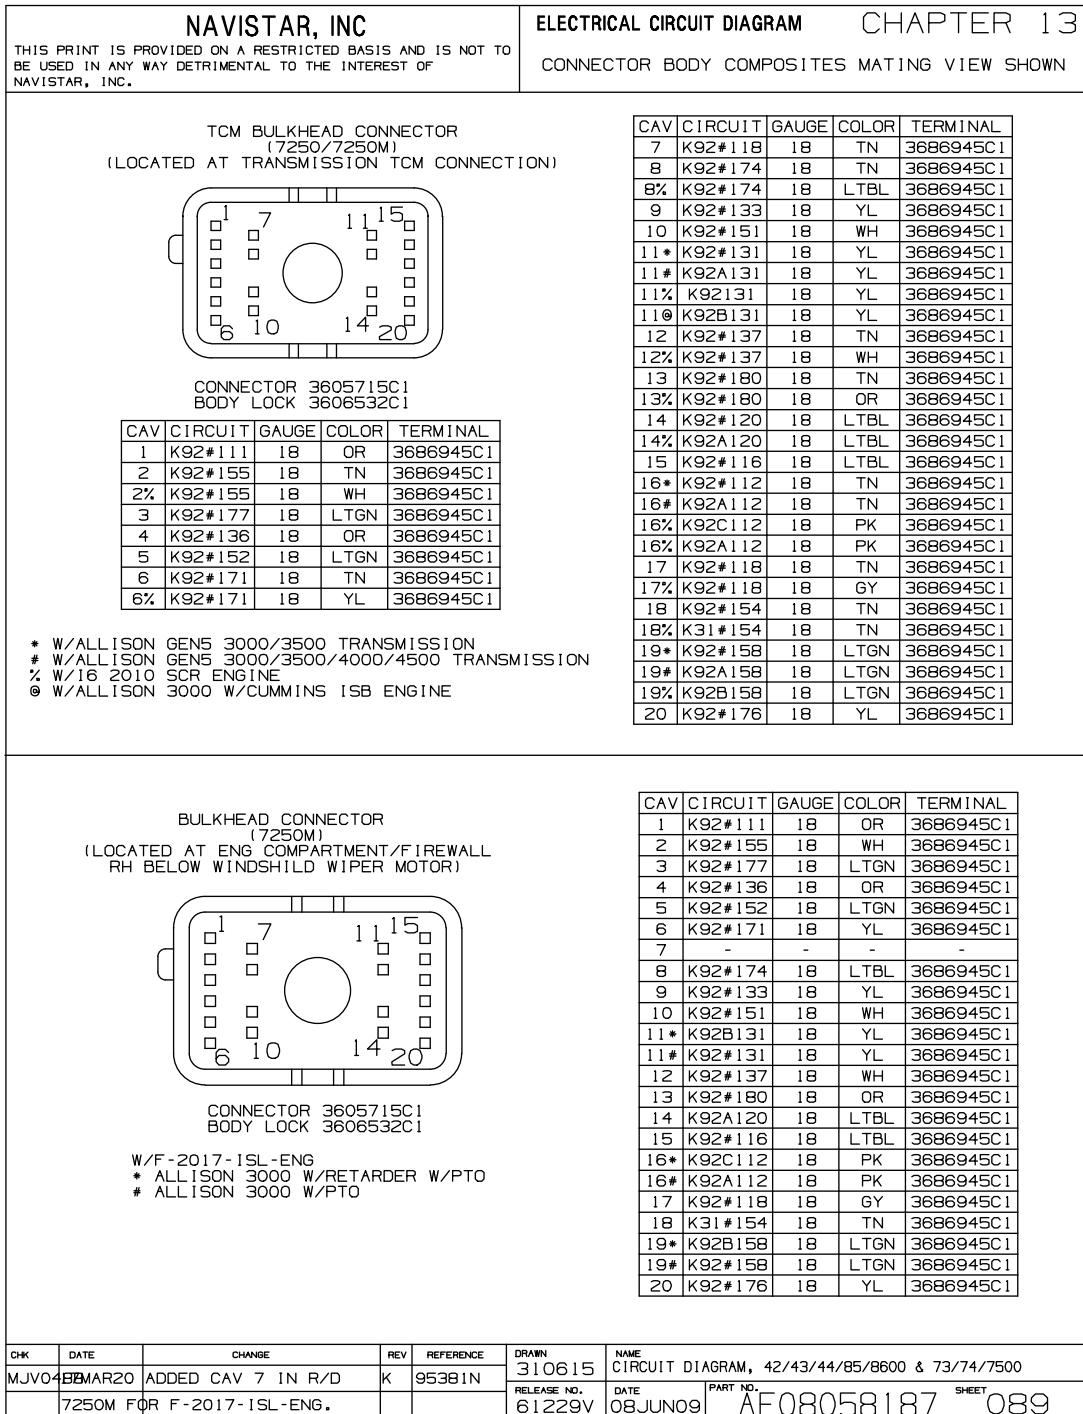 NAVISTAR, INC
THIS PRINT IS PROVIDED ON A RESTRICTED BASIS AND IS NOT TO
BE USED IN ANY WAY DETRIMENTAL TO THE INTEREST OF
NAVISTAR, INC.
ELECTRICAL CIRCUIT DIAGRAM CHAPTER 13
CONNECTOR BODY COMPOSITES MATING VIEW SHOWN
TCM BULKHEAD CONNECTOR
(7250/7250M)
(LOCATED AT TRANSMISSION TCM CONNECTION)
1 7 11 15
6 10 14 20
CONNECTOR 3605715C1
BODY LOCK 3606532C1
CAV CIRCUIT GAUGE COLOR TERMINAL
1 K92#111 18 OR 3686945C1
2 K92#155 18 TN 3686945C1
2% K92#155 18 WH 3686945C1
3 K92#177 18 LTGN 3686945C1
4 K92#136 18 OR 3686945C1
5 K92#152 18 LTGN 3686945C1
6 K92#171 18 TN 3686945C1
6% K92#171 18 YL 3686945C1
* W/ALLISON GEN5 3000/3500 TRANSMISSION
# W/ALLISON GEN5 3000/3500/4000/4500 TRANSMISSION
% W/I6 2010 SCR ENGINE
@ W/ALLISON 3000 W/CUMMINS ISB ENGINE
CAV CIRCUIT GAUGE COLOR TERMINAL
7 K92#118 18 TN 3686945C1
8 K92#174 18 TN 3686945C1
8% K92#174 18 LTBL 3686945C1
9 K92#133 18 YL 3686945C1
10 K92#151 18 WH 3686945C1
11* K92#131 18 YL 3686945C1
11# K92A131 18 YL 3686945C1
11% K92131 18 YL 3686945C1
11@ K92B131 18 YL 3686945C1
12 K92#137 18 TN 3686945C1
12% K92#137 18 WH 3686945C1
13 K92#180 18 TN 3686945C1
13% K92#180 18 OR 3686945C1
14 K92#120 18 LTBL 3686945C1
14% K92A120 18 LTBL 3686945C1
15 K92#116 18 LTBL 3686945C1
16* K92#112 18 TN 3686945C1
16# K92A112 18 TN 3686945C1
16% K92C112 18 PK 3686945C1
16% K92A112 18 PK 3686945C1
17 K92#118 18 TN 3686945C1
17% K92#118 18 GY 3686945C1
18 K92#154 18 TN 3686945C1
18% K31#154 18 TN 3686945C1
19* K92#158 18 LTGN 3686945C1
19# K92A158 18 LTGN 3686945C1
19% K92B158 18 LTGN 3686945C1
20 K92#176 18 YL 3686945C1
BULKHEAD CONNECTOR
(7250M)
(LOCATED AT ENG COMPARTMENT/FIREWALL
RH BELOW WINDSHILD WIPER MOTOR)
1 7 11 15
6 10 14 20
CONNECTOR 3605715C1
BODY LOCK 3606532C1
W/F-2017-ISL-ENG
* ALLISON 3000 W/RETARDER W/PTO
# ALLISON 3000 W/PTO
CAV CIRCUIT GAUGE COLOR TERMINAL
1 K92#111 18 OR 3686945C1
2 K92#155 18 WH 3686945C1
3 K92#177 18 LTGN 3686945C1
4 K92#136 18 OR 3686945C1
5 K92#152 18 LTGN 3686945C1
6 K92#171 18 YL 3686945C1
7 - - - -
8 K92#174 18 LTBL 3686945C1
9 K92#133 18 YL 3686945C1
10 K92#151 18 WH 3686945C1
11* K92B131 18 YL 3686945C1
11# K92#131 18 YL 3686945C1
12 K92#137 18 WH 3686945C1
13 K92#180 18 OR 3686945C1
14 K92A120 18 LTBL 3686945C1
15 K92#116 18 LTBL 3686945C1
16* K92C112 18 PK 3686945C1
16# K92A112 18 PK 3686945C1
17 K92#118 18 GY 3686945C1
18 K31#154 18 TN 3686945C1
19* K92B158 18 LTGN 3686945C1
19# K92#158 18 LTGN 3686945C1
20 K92#176 18 YL 3686945C1
CHK DATE CHANGE REV REFERENCE
ADDED CAV 7 IN R/D K 95381N
7250M FOR F-2017-ISL-ENG.
DRAWN
310615
NAME
CIRCUIT DIAGRAM, 42/43/44/85/8600 & 73/74/7500
RELEASE NO.
61229V
DATE
08JUN09
PART NO.
AF08058187
SHEET
089